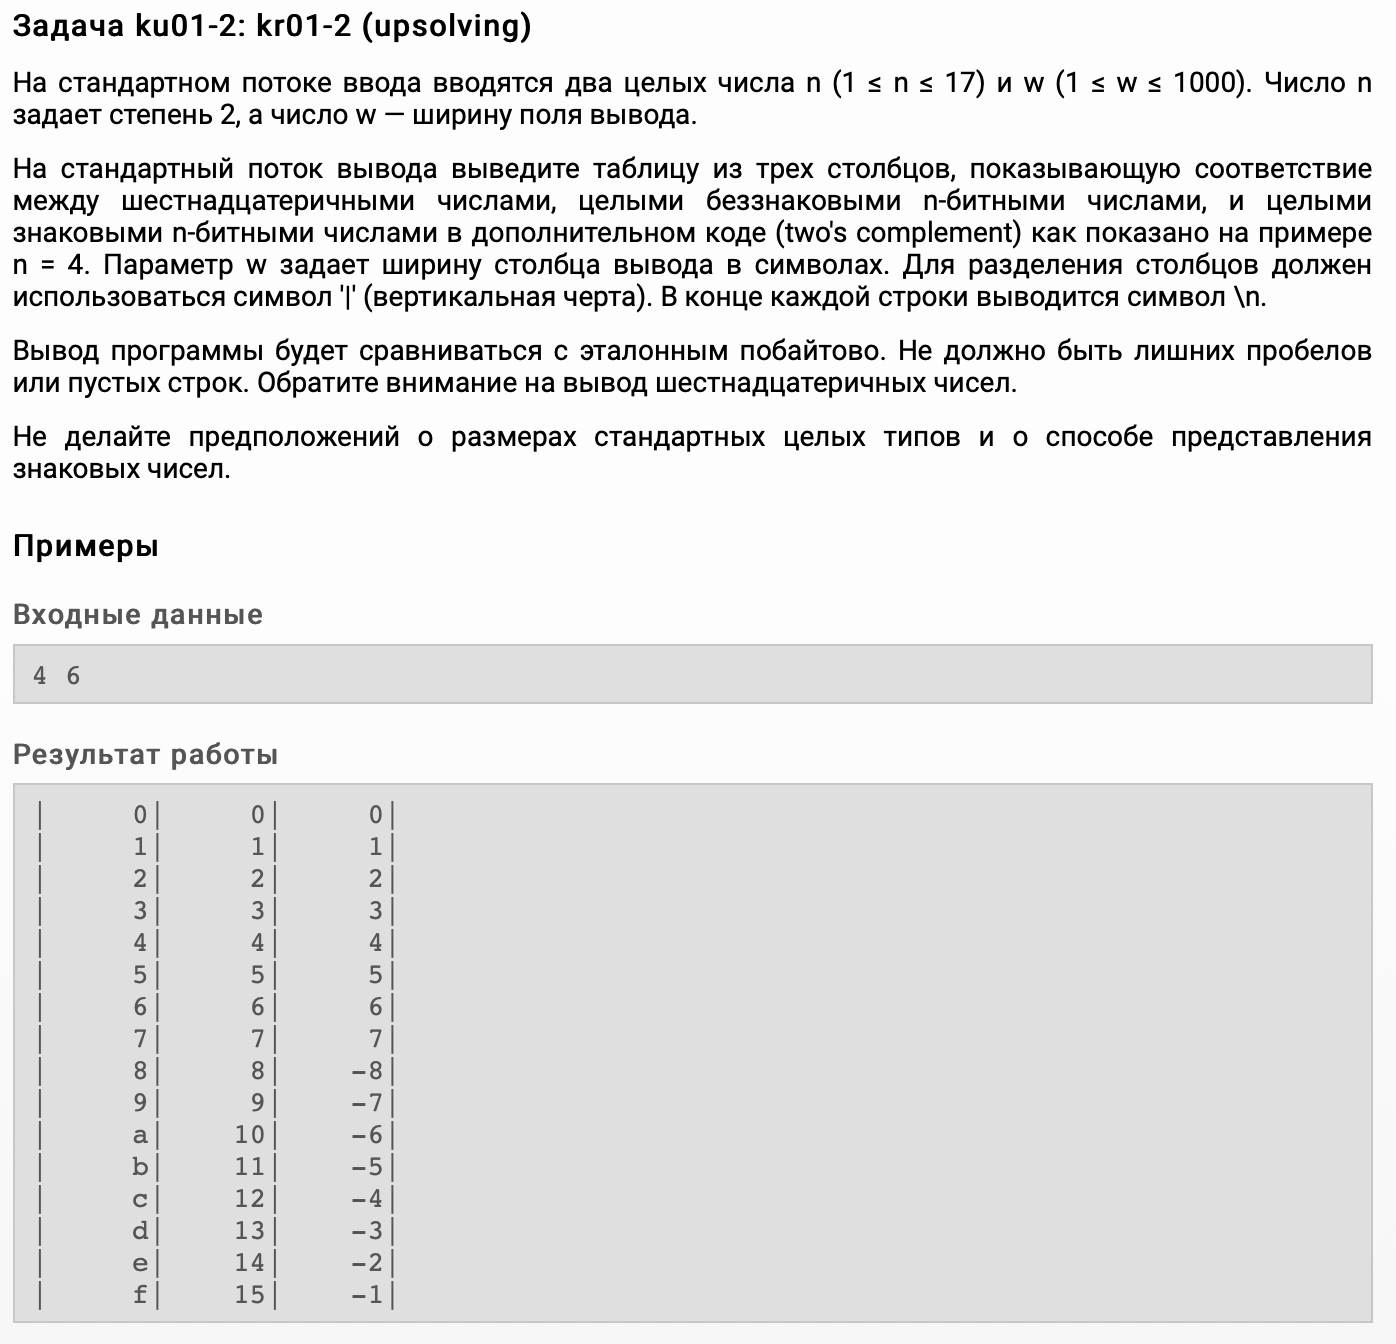 Задача ku01-2: kr01-2 (upsolving)
На стандартном потоке ввода вводятся два целых числа n (1 ≤ n ≤ 17) и w (1 ≤ w ≤ 1000). Число n
задает степень 2, а число w — ширину поля вывода.
На стандартный поток вывода выведите таблицу из трех столбцов, показывающую соответствие
между шестнадцатеричными числами, целыми беззнаковыми n-битными числами, и целыми
знаковыми n-битными числами в дополнительном коде (two's complement) как показано на примере
n = 4. Параметр w задает ширину столбца вывода в символах. Для разделения столбцов должен
использоваться символ '|' (вертикальная черта). В конце каждой строки выводится символ \n.
Вывод программы будет сравниваться с эталонным побайтово. Не должно быть лишних пробелов
или пустых строк. Обратите внимание на вывод шестнадцатеричных чисел.
Не делайте предположений о размерах стандартных целых типов и о способе представления
знаковых чисел.
Примеры
Входные данные
4 6
Результат работы
|     0|     0|     0|
|     1|     1|     1|
|     2|     2|     2|
|     3|     3|     3|
|     4|     4|     4|
|     5|     5|     5|
|     6|     6|     6|
|     7|     7|     7|
|     8|     8|    -8|
|     9|     9|    -7|
|     a|    10|    -6|
|     b|    11|    -5|
|     c|    12|    -4|
|     d|    13|    -3|
|     e|    14|    -2|
|     f|    15|    -1|